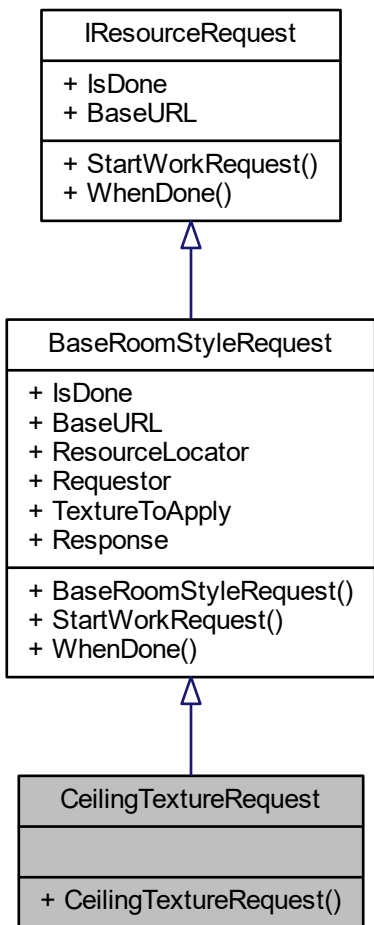 IResourceRequest
+ IsDone
+ BaseURL
+ StartWorkRequest()
+ WhenDone()
BaseRoomStyleRequest
+ IsDone
+ BaseURL
+ ResourceLocator
+ Requestor
+ TextureToApply
+ Response
+ BaseRoomStyleRequest()
+ StartWorkRequest()
+ WhenDone()
CeilingTextureRequest
+ CeilingTextureRequest()